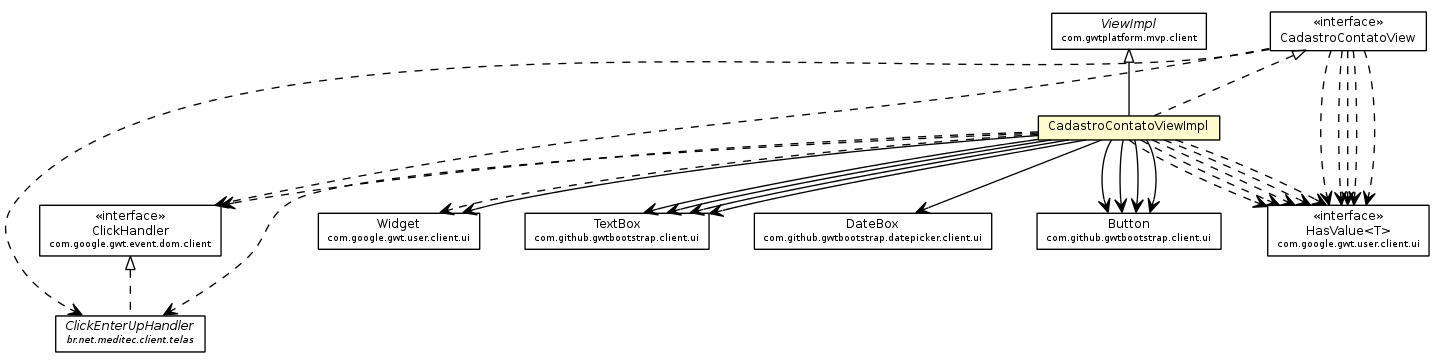 ViewImpl
com.gwtplatform.mvp.client
«interface»
CadastroContatoView
CadastroContatoViewImpl
«interface»
ClickHandler
com.google.gwt.event.dom.client
Widget
com.google.gwt.user.client.ui
TextBox
com.github.gwtbootstrap.client.ui
DateBox
com.github.gwtbootstrap.datepicker.client.ui
Button
com.github.gwtbootstrap.client.ui
«interface»
HasValue<T>
com.google.gwt.user.client.ui
ClickEnterUpHandler
br.net.meditec.client.telas